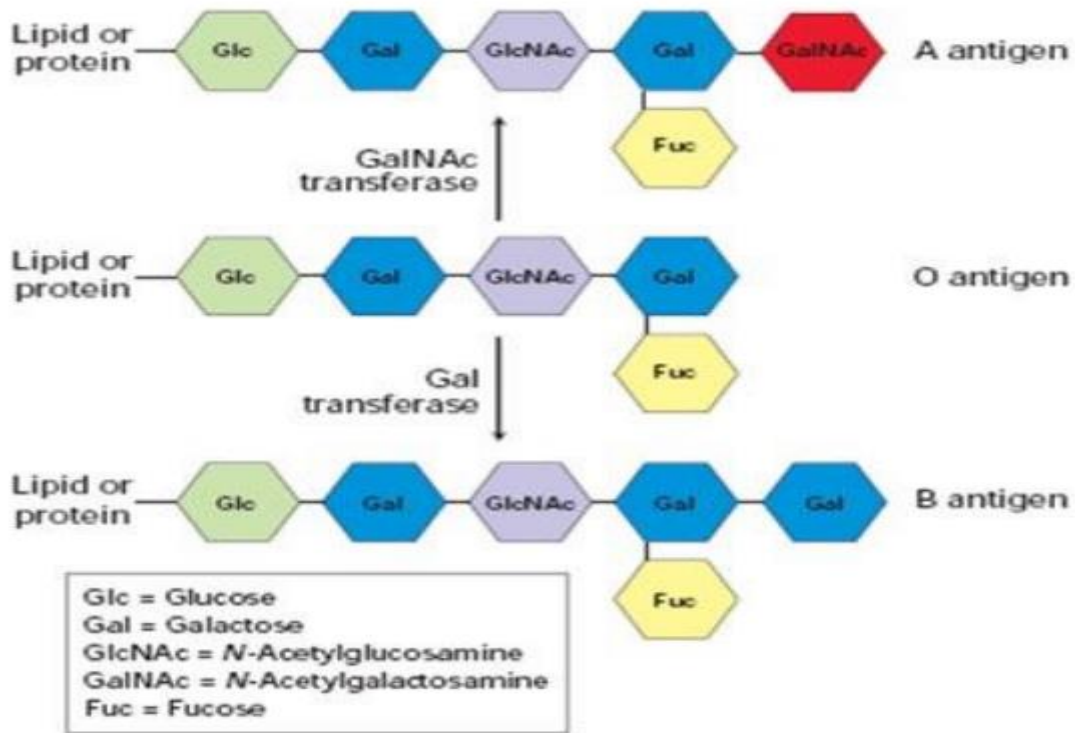 Lipid or
protein
Glc
Gal
GlcNAc
Gal
GalNAc
A antigen
Fuc
GalNAc
transferase
Lipid or
protein
Glc
Gal
GlcNAc
Gal
O antigen
Fuc
Gal
transferase
Lipid or
protein
Glc
Gal
GlcNAc
Gal
Gal
B antigen
Fuc
Glc = Glucose
Gal = Galactose
GlcNAc = N-Acetylglucosamine
GalNAc = N-Acetylgalactosamine
Fuc = Fucose